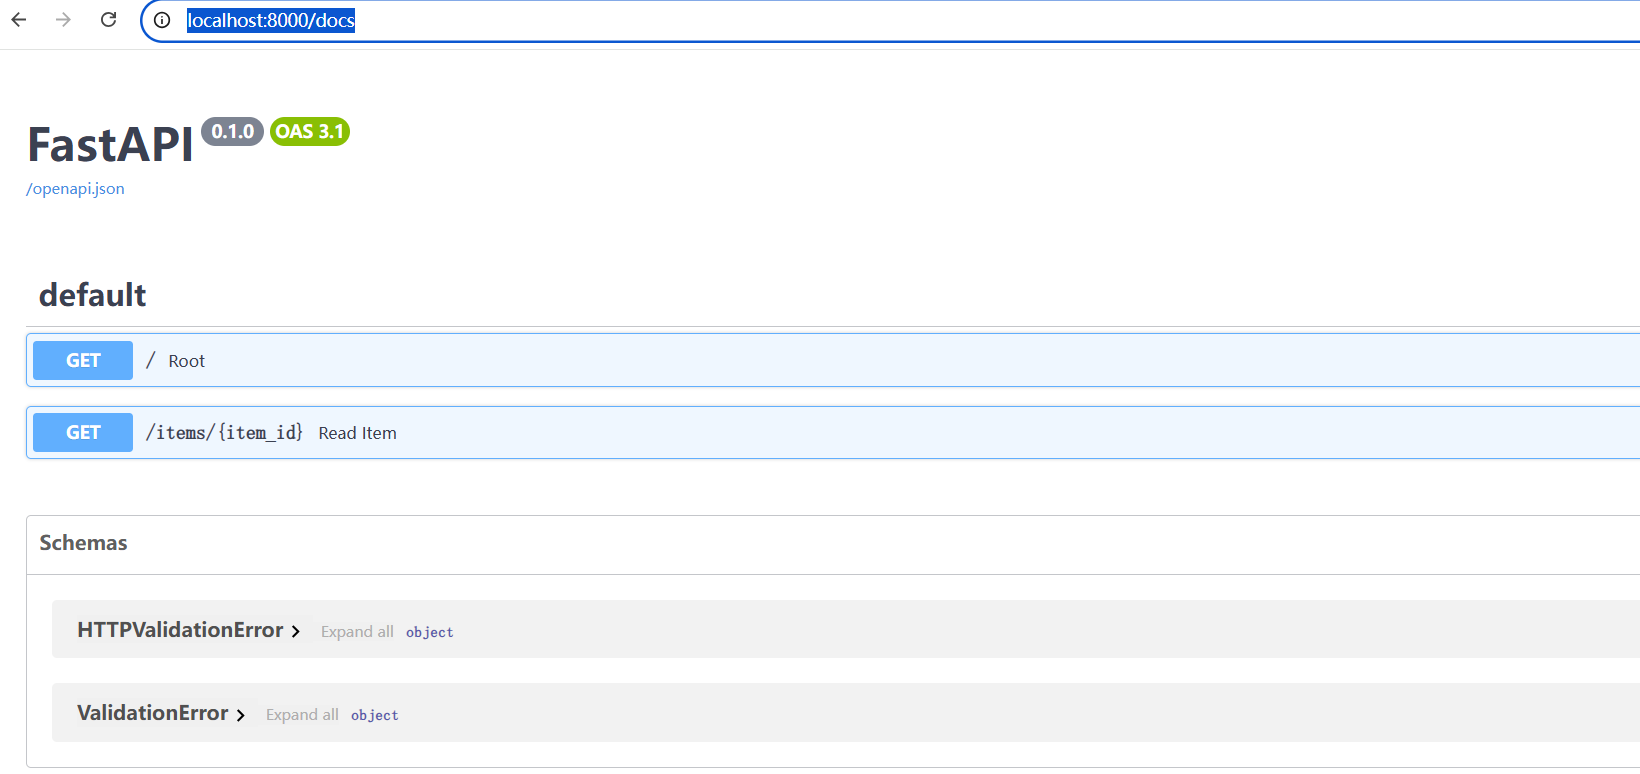 localhost:8000/docs
FastAPI 0.1.0 OAS 3.1
/openapi.json
default
GET / Root
GET /items/{item_id} Read Item
Schemas
HTTPValidationError Expand all object
ValidationError Expand all object